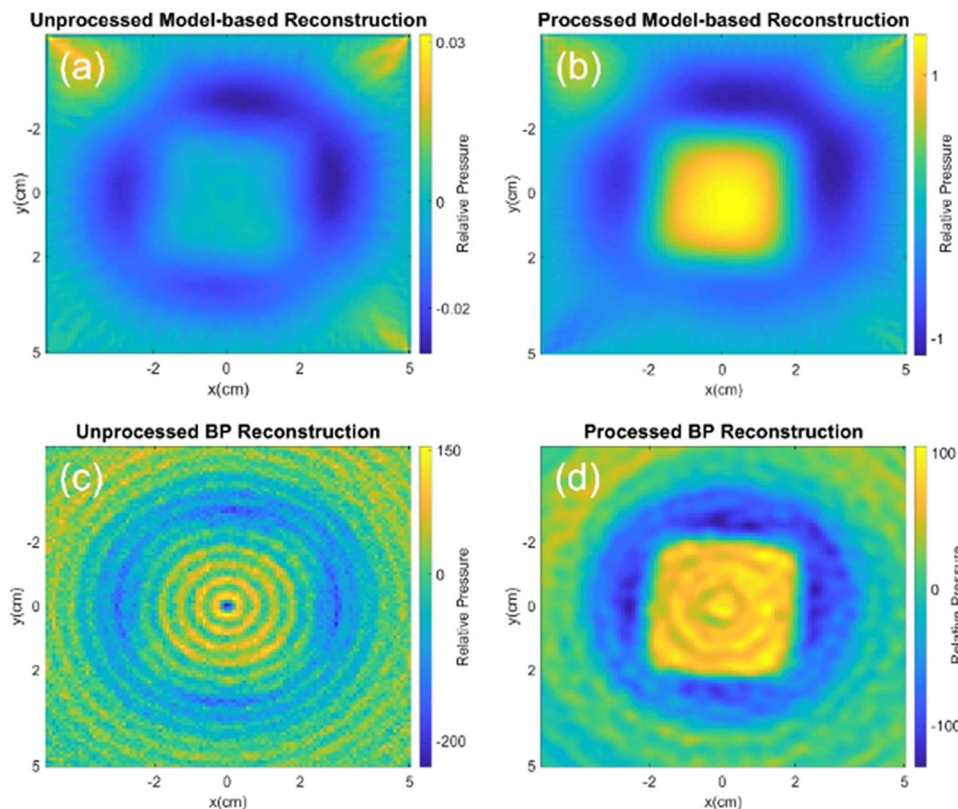 Unprocessed Model-based Reconstruction
(a)
0.03
0
-0.02
Relative Pressure
-2
0
2
5
y(cm)
-2
0
2
5
x(cm)
Processed Model-based Reconstruction
(b)
1
-1
Relative Pressure
-2
0
2
5
y(cm)
-2
0
2
5
x(cm)
Unprocessed BP Reconstruction
(c)
150
0
-200
Relative Pressure
-2
0
2
5
y(cm)
-2
0
2
5
x(cm)
Processed BP Reconstruction
(d)
100
0
-100
Relative Pressure
-2
0
2
5
y(cm)
-2
0
2
5
x(cm)